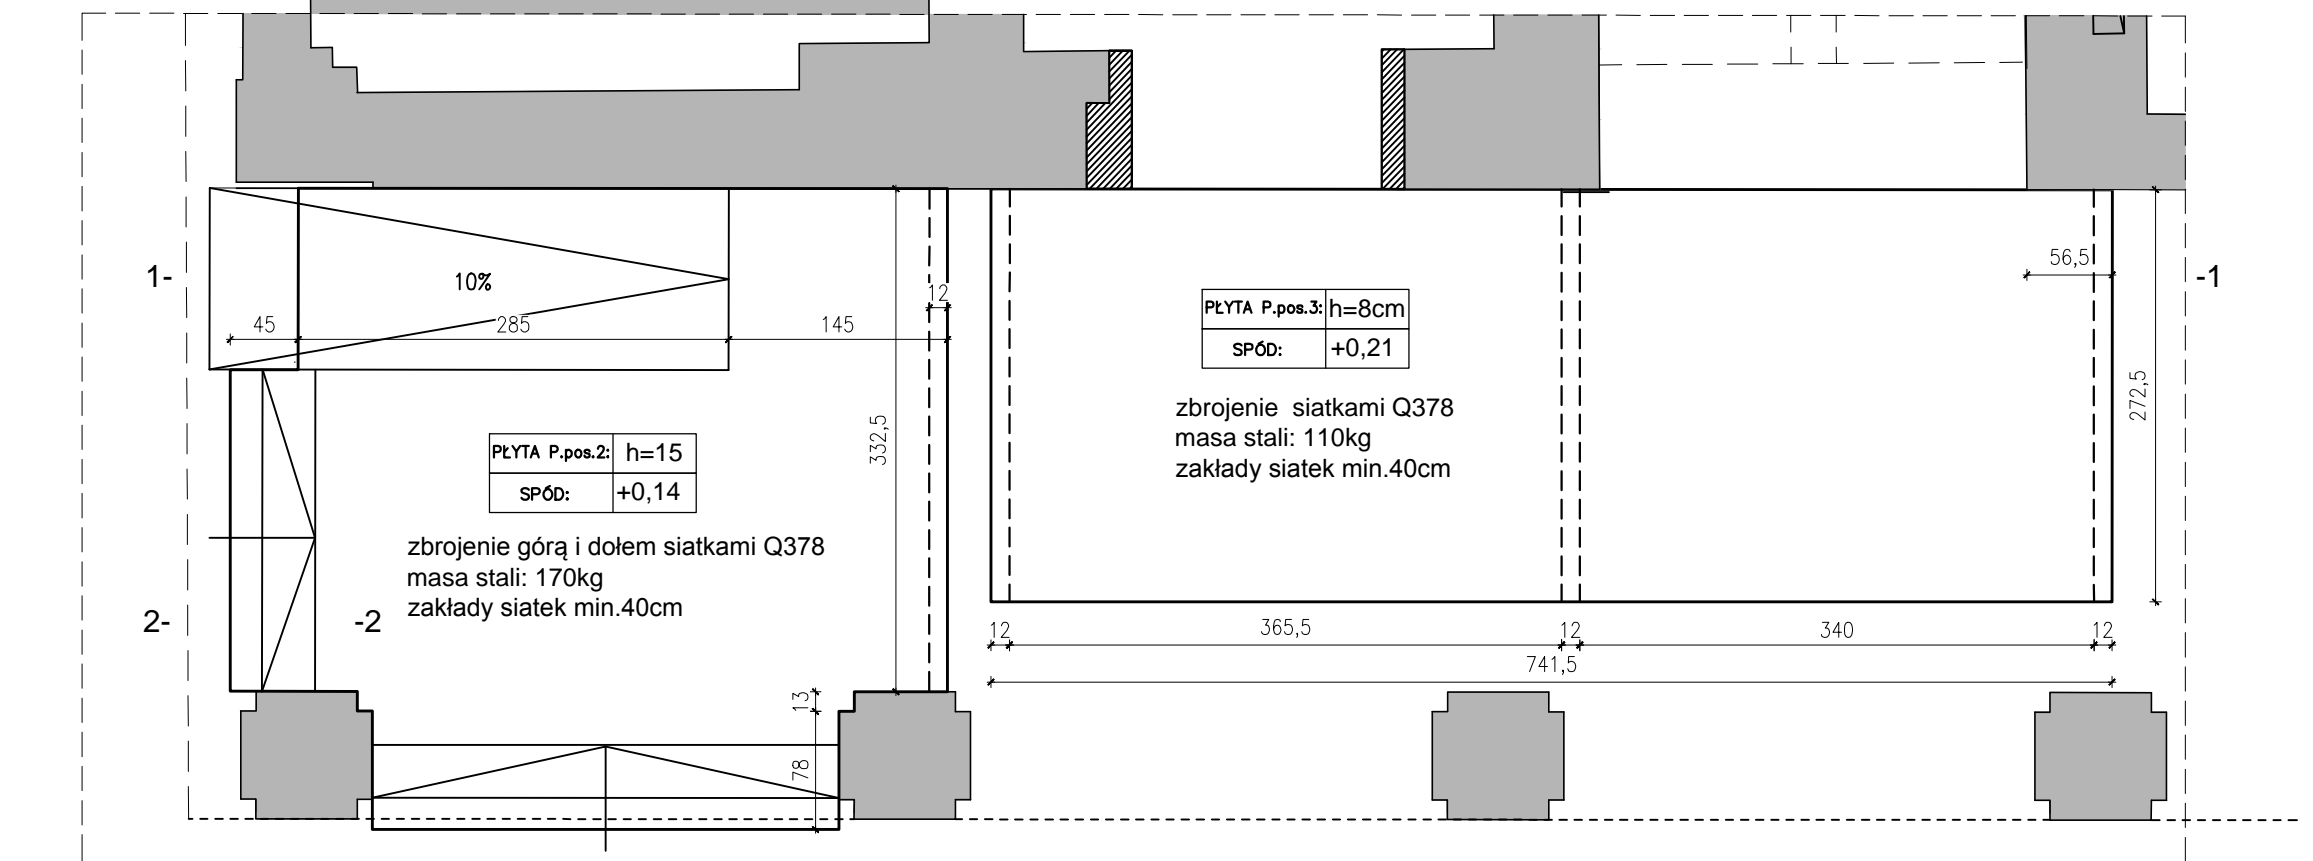 1-
-1
10%
56,5
12
45
285
145
PŁYTA P.pos.3: h=8cm
SPÓD: +0,21
272,5
zbrojenie siatkami Q378
masa stali: 110kg
zakłady siatek min.40cm
332,5
PŁYTA P.pos.2: h=15
SPÓD: +0,14
zbrojenie górą i dołem siatkami Q378
masa stali: 170kg
zakłady siatek min.40cm
2-
-2
12
365,5
12
340
12
741,5
13
78